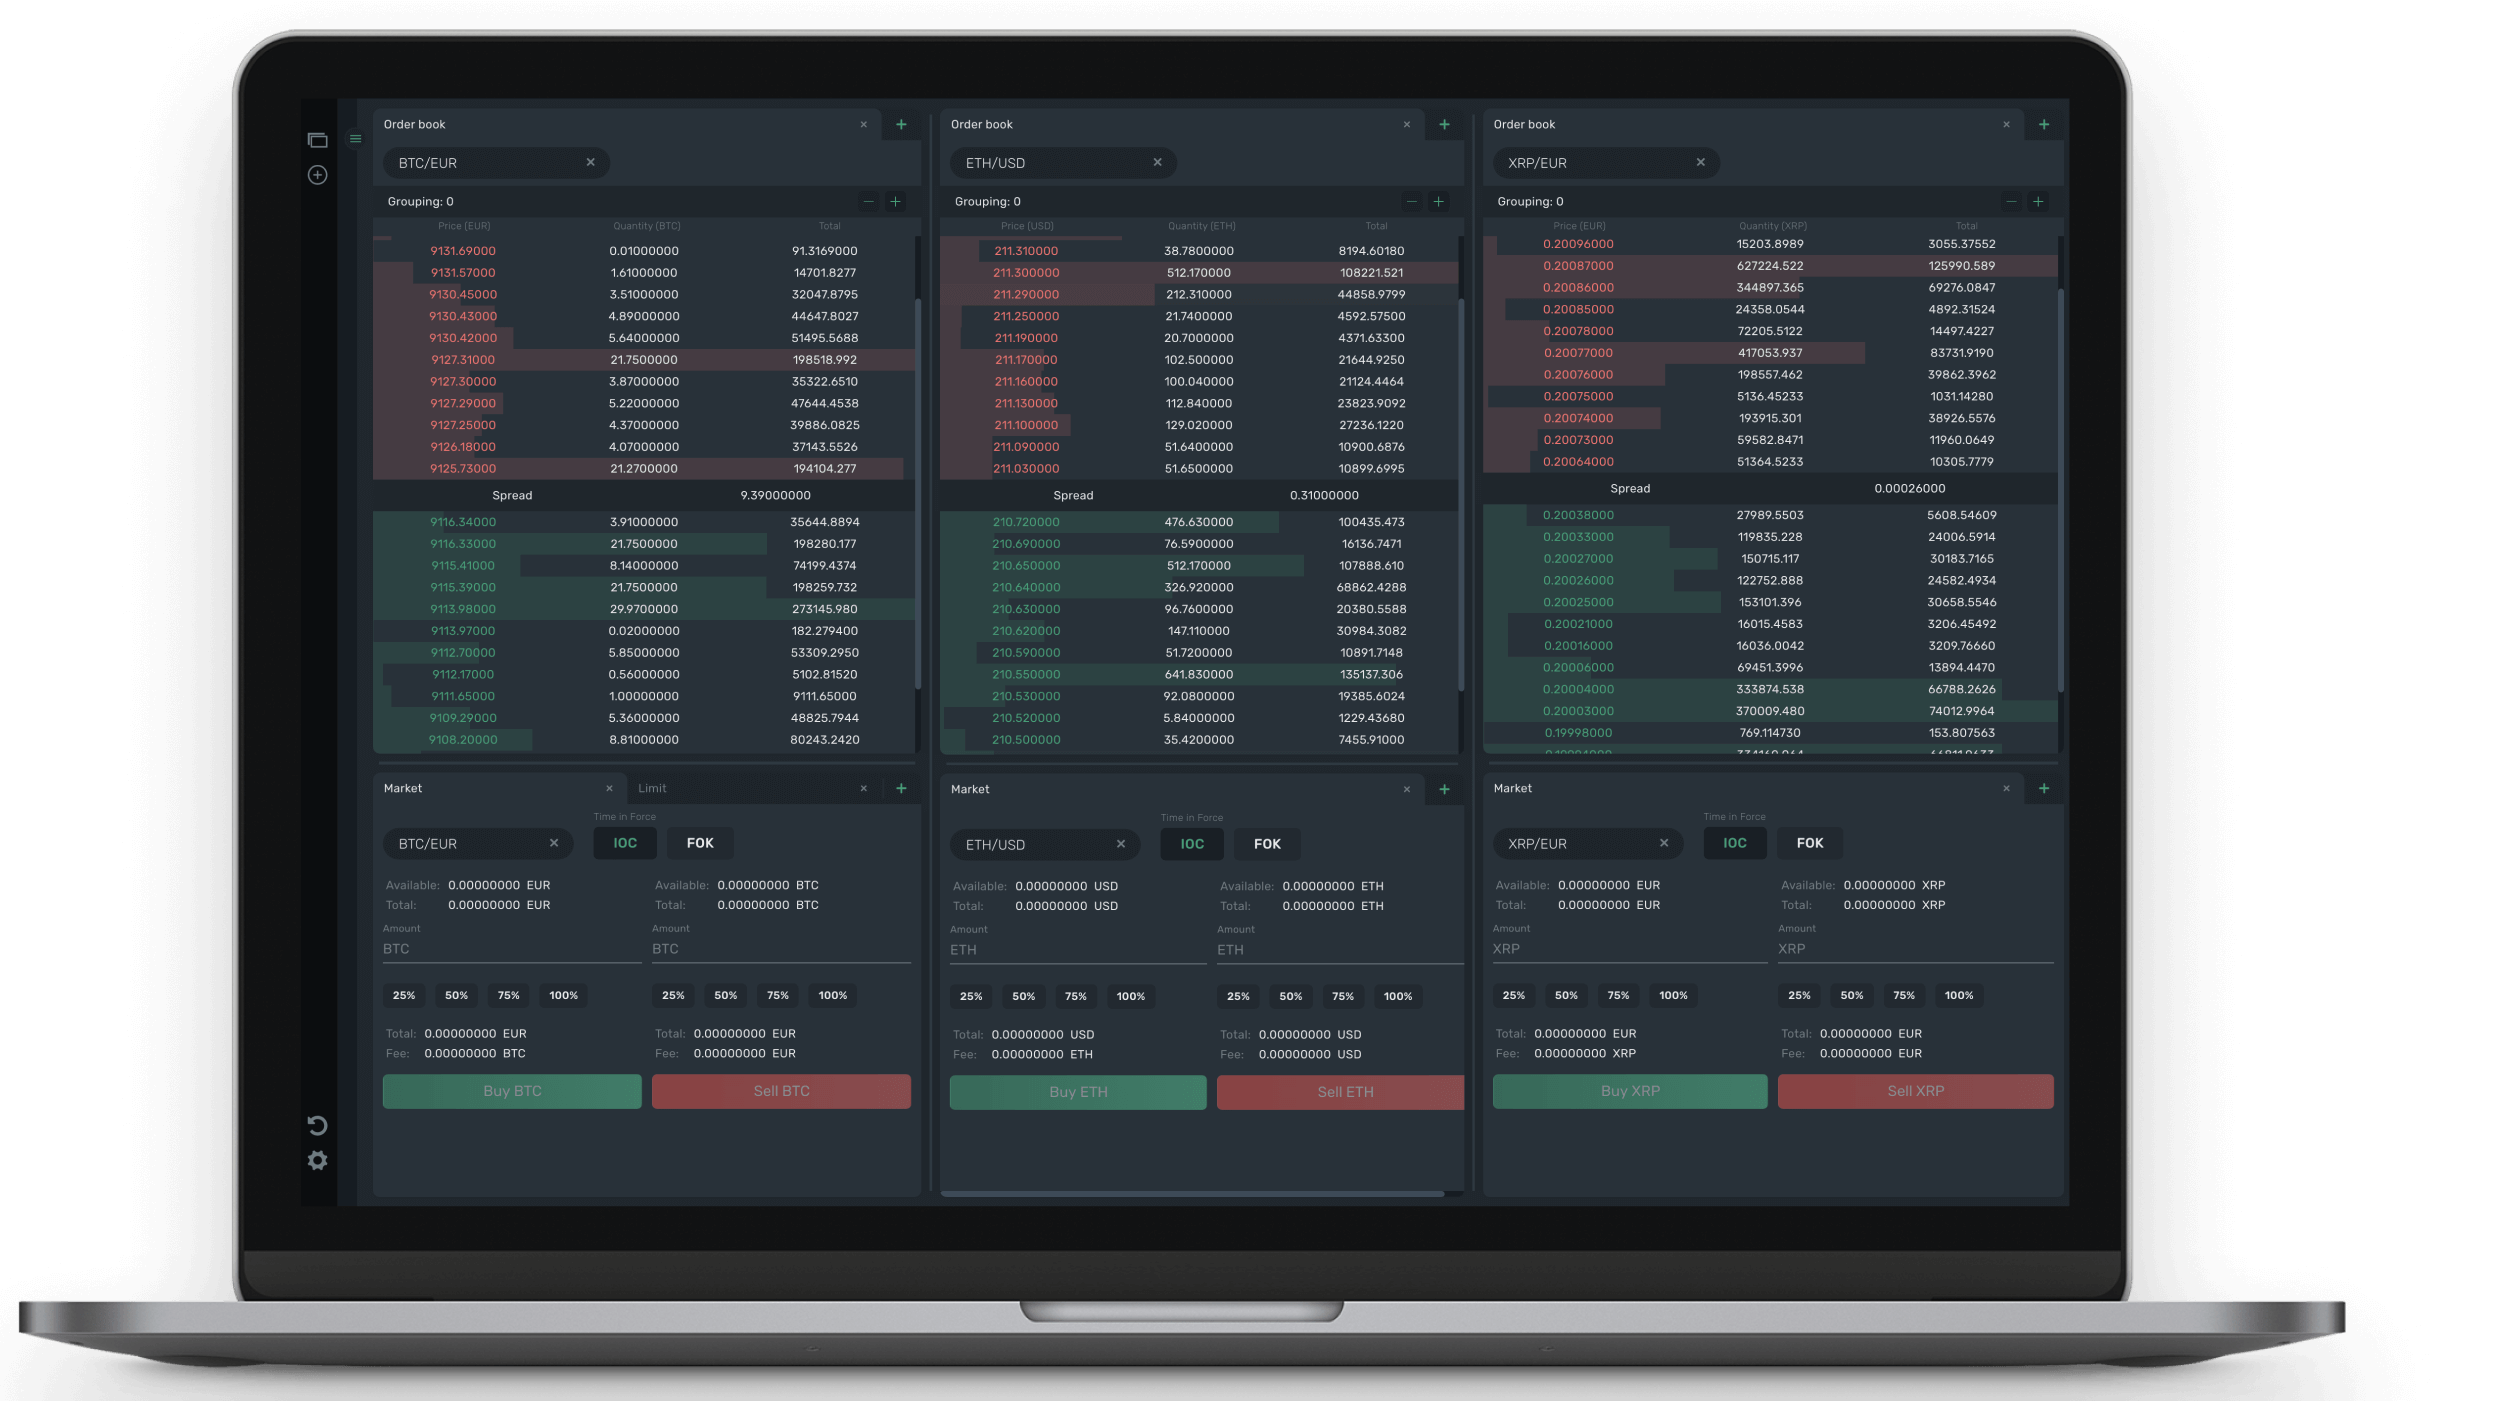 Order book
BTC/EUR
Grouping: 0
Price (EUR) Quantity (BTC) Total
9131.69000 0.01000000 91.3169000
9131.57000 1.61000000 14701.8277
9130.45000 3.51000000 32047.8795
9130.43000 4.89000000 44647.8027
9130.42000 5.64000000 51495.5688
9127.31000 21.7500000 198518.992
9127.30000 3.87000000 35322.6510
9127.29000 5.22000000 47644.4538
9127.25000 4.37000000 39886.0825
9126.18000 4.07000000 37143.5526
9125.73000 21.2700000 194104.277
Spread 9.39000000
9116.34000 3.91000000 35644.8894
9116.33000 21.7500000 198280.177
9115.41000 8.14000000 74199.4374
9115.39000 21.7500000 198259.732
9113.98000 29.9700000 273145.980
9113.97000 0.02000000 182.279400
9112.70000 5.85000000 53309.2950
9112.17000 0.56000000 5102.81520
9111.65000 1.00000000 9111.65000
9109.29000 5.36000000 48825.7944
9108.20000 8.81000000 80243.2420
Market Limit
Time in Force
BTC/EUR IOC FOK
Available: 0.00000000 EUR Available: 0.00000000 BTC
Total: 0.00000000 EUR Total: 0.00000000 BTC
Amount Amount
BTC BTC
25% 50% 75% 100% 25% 50% 75% 100%
Total: 0.00000000 EUR Total: 0.00000000 EUR
Fee: 0.00000000 BTC Fee: 0.00000000 EUR
Buy BTC Sell BTC
Order book
ETH/USD
Grouping: 0
Price (USD) Quantity (ETH) Total
211.310000 38.7800000 8194.60180
211.300000 512.170000 108221.521
211.290000 212.310000 44858.9799
211.250000 21.7400000 4592.57500
211.190000 20.7000000 4371.63300
211.170000 102.500000 21644.9250
211.160000 100.040000 21124.4464
211.130000 112.840000 23823.9092
211.100000 129.020000 27236.1220
211.090000 51.6400000 10900.6876
211.030000 51.6500000 10899.6995
Spread 0.31000000
210.720000 476.630000 100435.473
210.690000 76.5900000 16136.7471
210.650000 512.170000 107888.610
210.640000 326.920000 68862.4288
210.630000 96.7600000 20380.5588
210.620000 147.110000 30984.3082
210.590000 51.7200000 10891.7148
210.550000 641.830000 135137.306
210.530000 92.0800000 19385.6024
210.520000 5.84000000 1229.43680
210.500000 35.4200000 7455.91000
Market
Time in Force
ETH/USD IOC FOK
Available: 0.00000000 USD Available: 0.00000000 ETH
Total: 0.00000000 USD Total: 0.00000000 ETH
Amount Amount
ETH ETH
25% 50% 75% 100% 25% 50% 75% 100%
Total: 0.00000000 USD Total: 0.00000000 USD
Fee: 0.00000000 ETH Fee: 0.00000000 USD
Buy ETH Sell ETH
Order book
XRP/EUR
Grouping: 0
Price (EUR) Quantity (XRP) Total
0.20096000 15203.8989 3055.37552
0.20087000 627224.522 125990.589
0.20086000 344897.365 69276.0847
0.20085000 24358.0544 4892.31524
0.20078000 72205.5122 14497.4227
0.20077000 417053.937 83731.9190
0.20076000 198557.462 39862.3962
0.20075000 5136.45233 1031.14280
0.20074000 193915.301 38926.5576
0.20073000 59582.8471 11960.0649
0.20064000 51364.5233 10305.7779
Spread 0.00026000
0.20038000 27989.5503 5608.54609
0.20033000 119835.228 24006.5914
0.20027000 150715.117 30183.7165
0.20026000 122752.888 24582.4934
0.20025000 153101.396 30658.5546
0.20021000 16015.4583 3206.45492
0.20016000 16036.0042 3209.76660
0.20006000 69451.3996 13894.4470
0.20004000 333874.538 66788.2626
0.20003000 370009.480 74012.9964
0.19998000 769.114730 153.807563
Market
Time in Force
XRP/EUR IOC FOK
Available: 0.00000000 EUR Available: 0.00000000 XRP
Total: 0.00000000 EUR Total: 0.00000000 XRP
Amount Amount
XRP XRP
25% 50% 75% 100% 25% 50% 75% 100%
Total: 0.00000000 EUR Total: 0.00000000 EUR
Fee: 0.00000000 XRP Fee: 0.00000000 EUR
Buy XRP Sell XRP